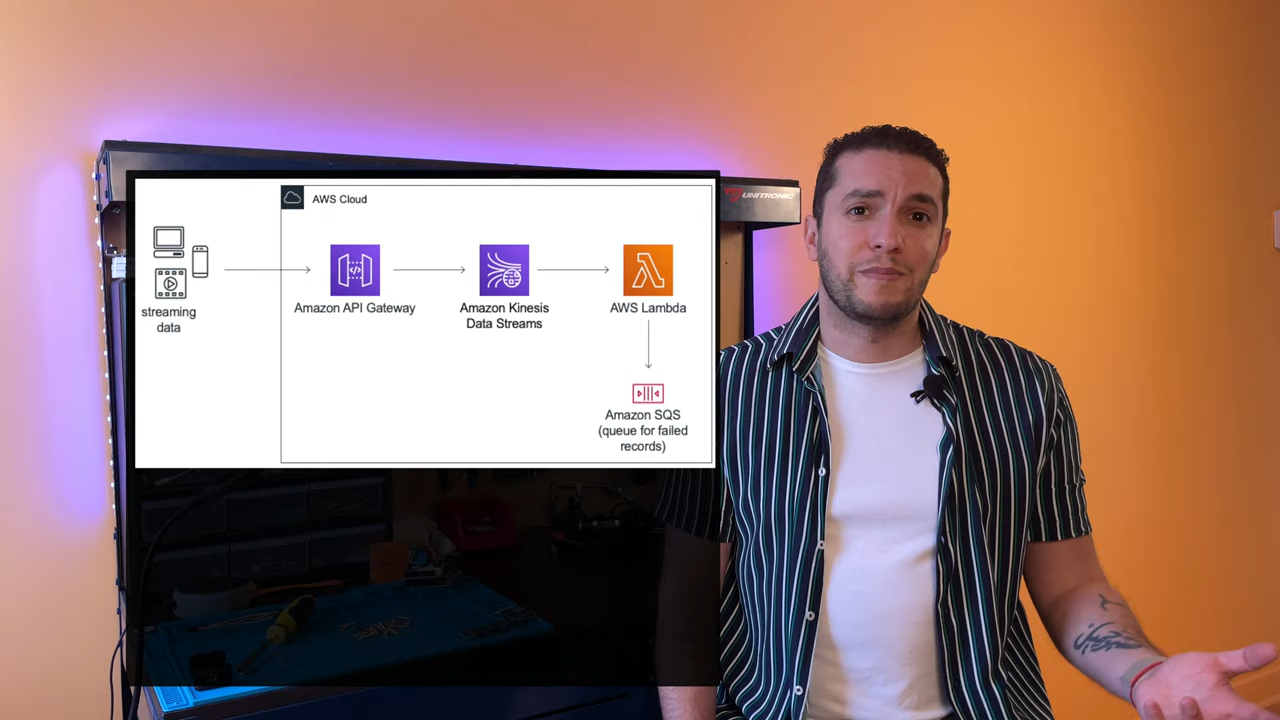 AWS Cloud
UNITRONIC
streaming
data
Amazon API Gateway
Amazon Kinesis
Data Streams
AWS Lambda
Amazon SQS
(queue for failed
records)